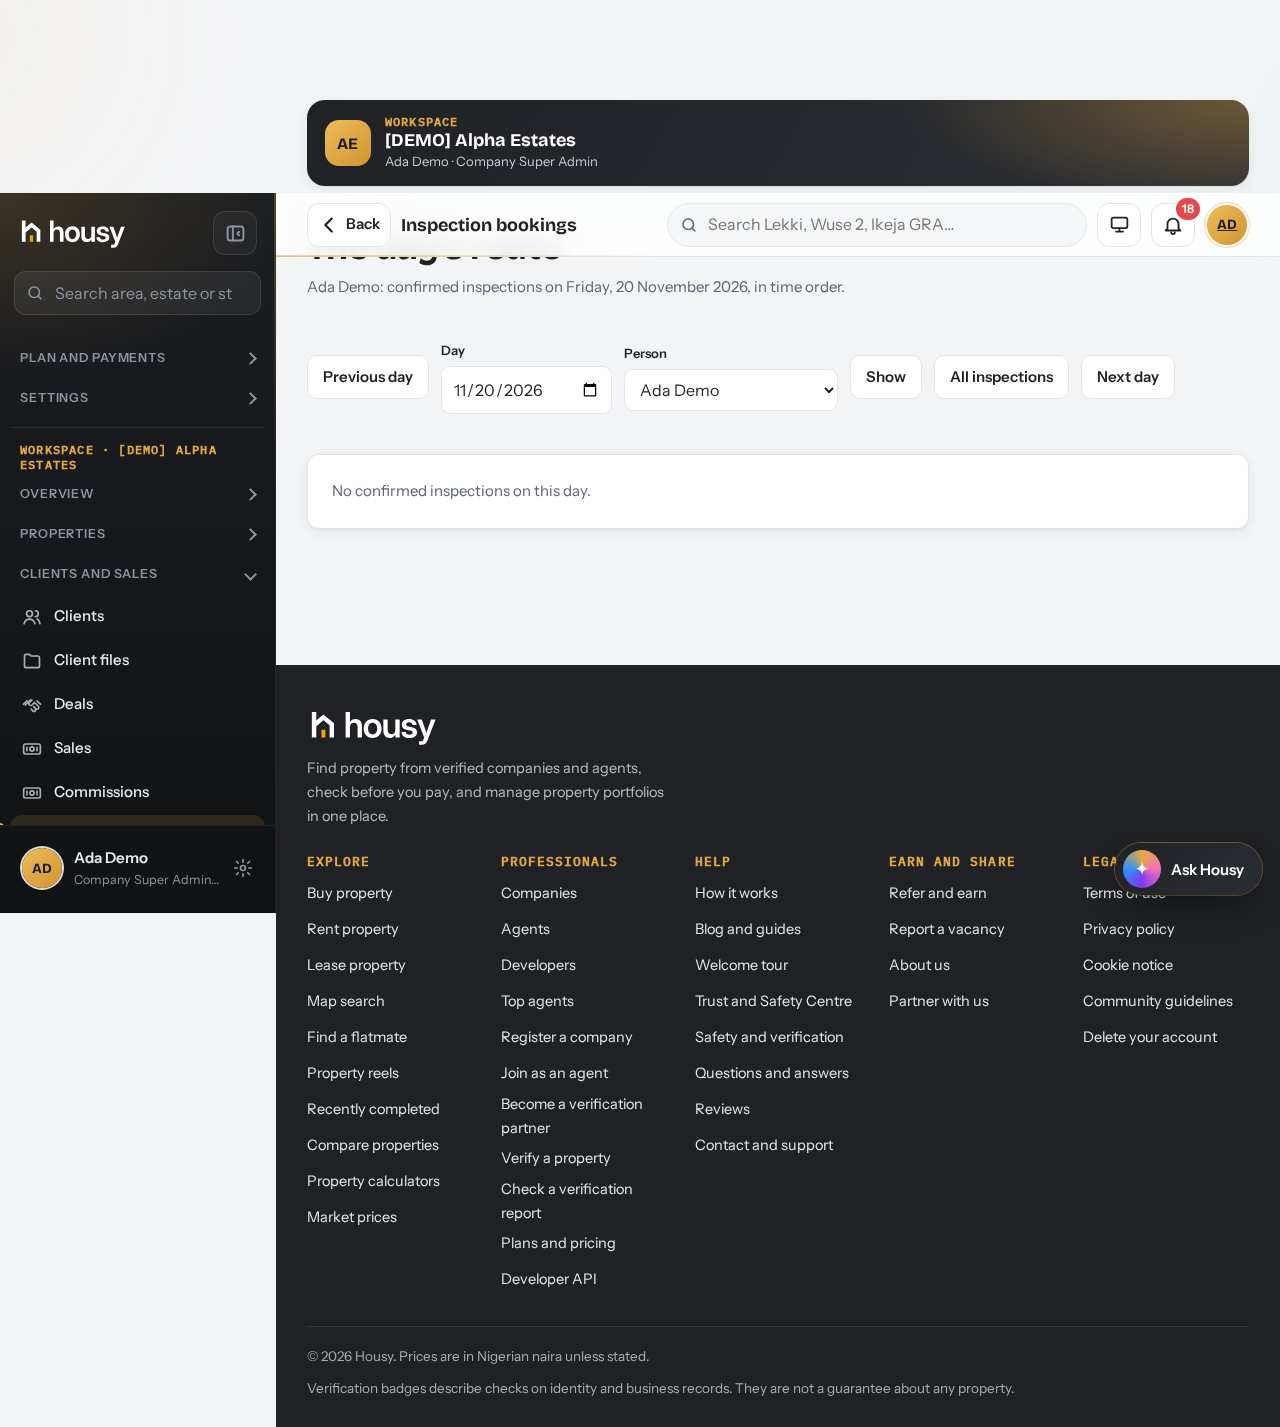 WORKSPACE
AE
[DEMO] Alpha Estates
Ada Demo · Company Super Admin
housy
Back
Inspection bookings
Search Lekki, Wuse 2, Ikeja GRA...
18
AD
Search area, estate or st
PLAN AND PAYMENTS
SETTINGS
WORKSPACE · [DEMO] ALPHA
ESTATES
OVERVIEW
PROPERTIES
CLIENTS AND SALES
Clients
Client files
Deals
Sales
Commissions
AD
Ada Demo
Company Super Admin...
Ada Demo: confirmed inspections on Friday, 20 November 2026, in time order.
Previous day
Day
11/20/2026
Person
Ada Demo
Show
All inspections
Next day
No confirmed inspections on this day.
housy
Find property from verified companies and agents,
check before you pay, and manage property portfolios
in one place.
EXPLORE
Buy property
Rent property
Lease property
Map search
Find a flatmate
Property reels
Recently completed
Compare properties
Property calculators
Market prices
PROFESSIONALS
Companies
Agents
Developers
Top agents
Register a company
Join as an agent
Become a verification
partner
Verify a property
Check a verification
report
Plans and pricing
Developer API
HELP
How it works
Blog and guides
Welcome tour
Trust and Safety Centre
Safety and verification
Questions and answers
Reviews
Contact and support
EARN AND SHARE
Refer and earn
Report a vacancy
About us
Partner with us
Terms
Privacy policy
Cookie notice
Community guidelines
Delete your account
Ask Housy
© 2026 Housy. Prices are in Nigerian naira unless stated.
Verification badges describe checks on identity and business records. They are not a guarantee about any property.